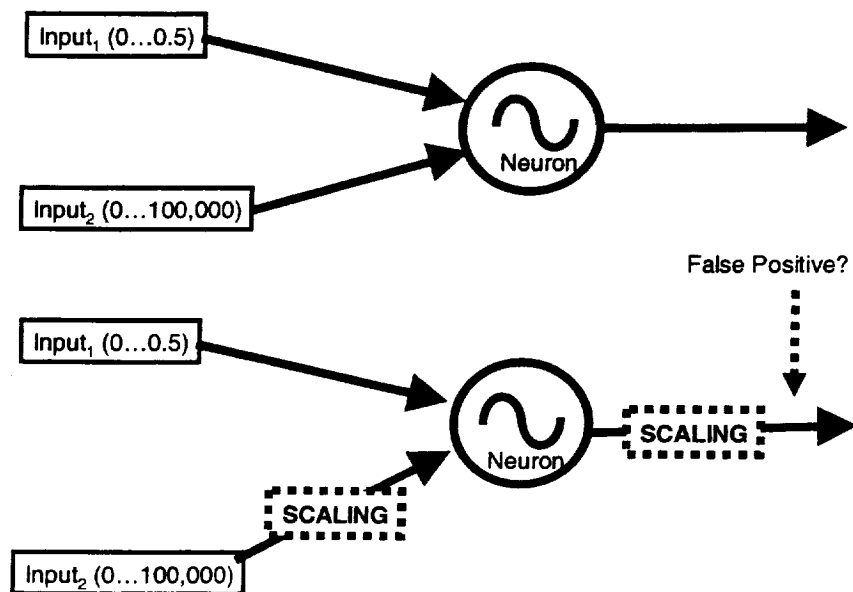 Input₁ (0...0.5)
Neuron
Input₂ (0...100,000)
False Positive?
Input₁ (0...0.5)
SCALING
Neuron
SCALING
Input₂ (0...100,000)